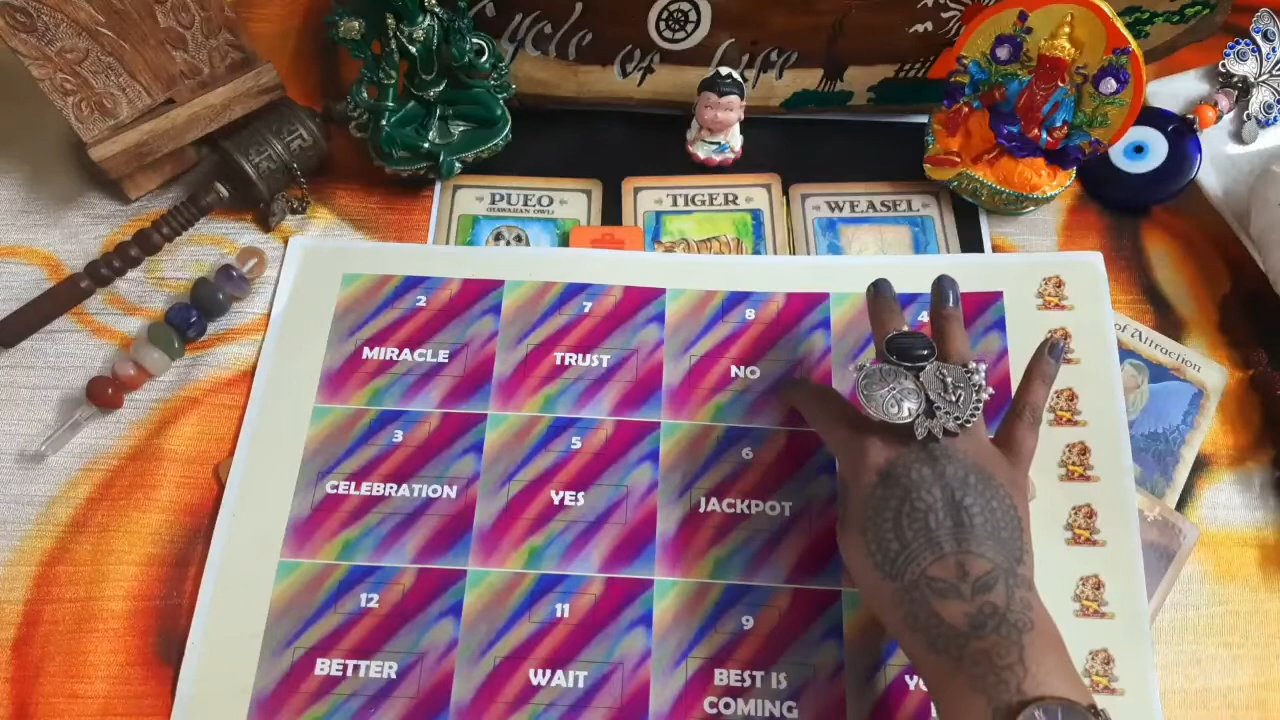 Cycle of Life
PUEO
(HAWAIIAN OWL)
TIGER
WEASEL
of Attraction
2
MIRACLE
7
TRUST
8
NO
4
3
CELEBRATION
5
YES
6
JACKPOT
12
BETTER
11
WAIT
9
BEST IS
COMING